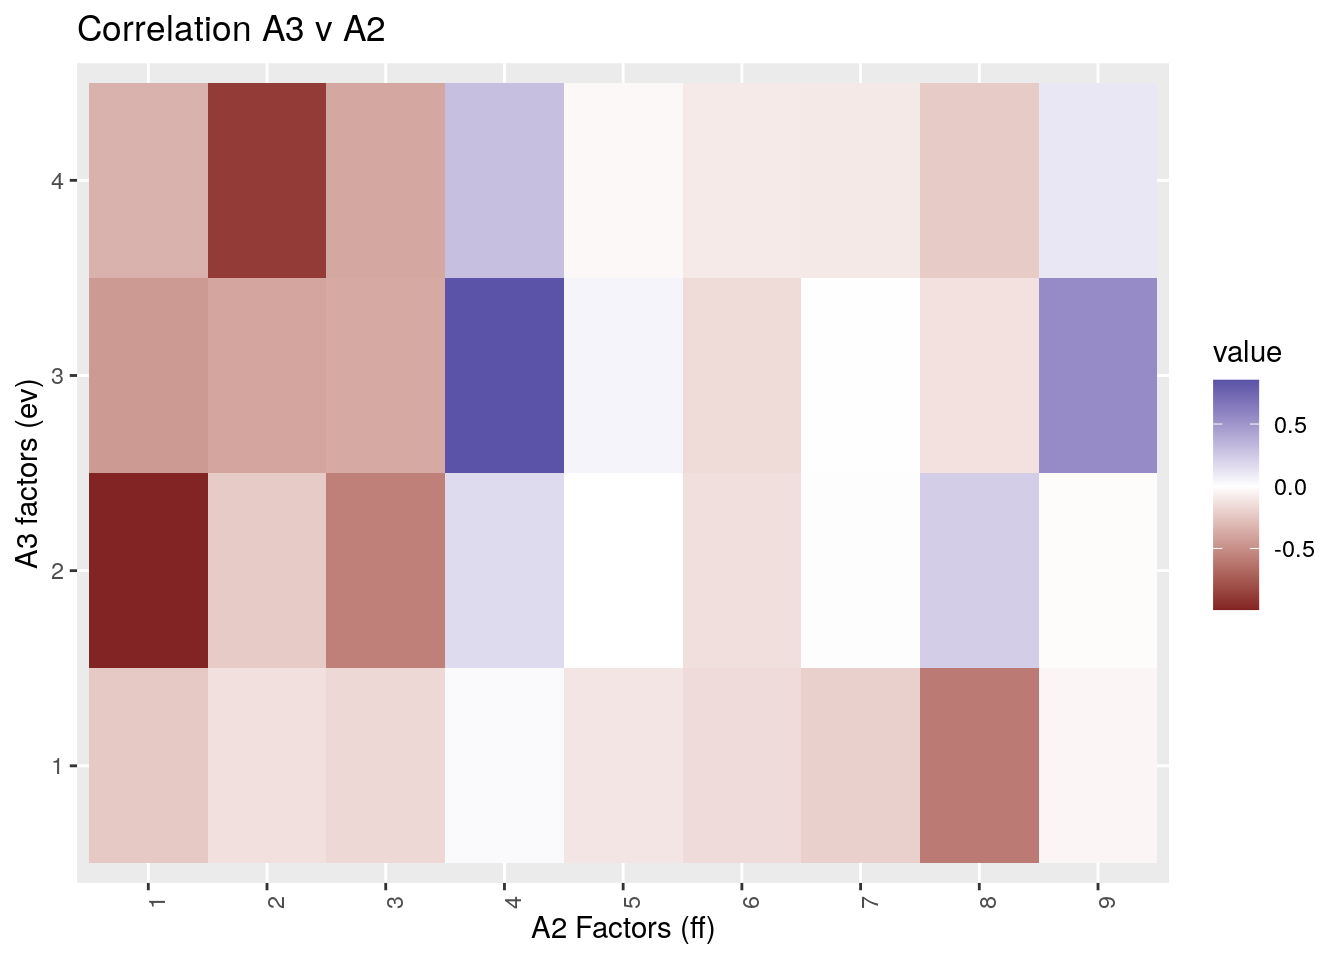 Correlation A3 v A2
A3 factors (ev)
4
3
2
1
1 2 3 4 5 6 7 8 9
A2 Factors (ff)
value
0.5
0.0
-0.5